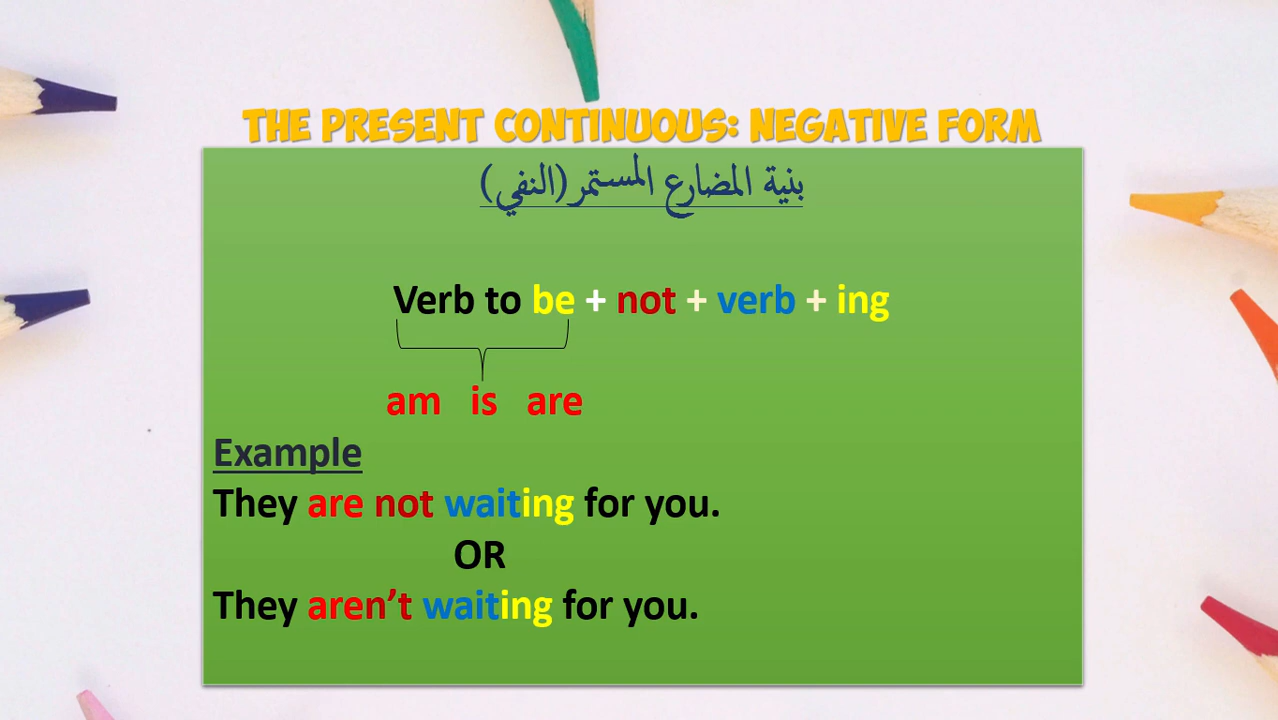 THE PRESENT CONTINUOUS: NEGATIVE FORM
بنية المضارع المستمر(النفي)
Verb to be + not + verb + ing
am is are
Example
They are not waiting for you.
OR
They aren’t waiting for you.